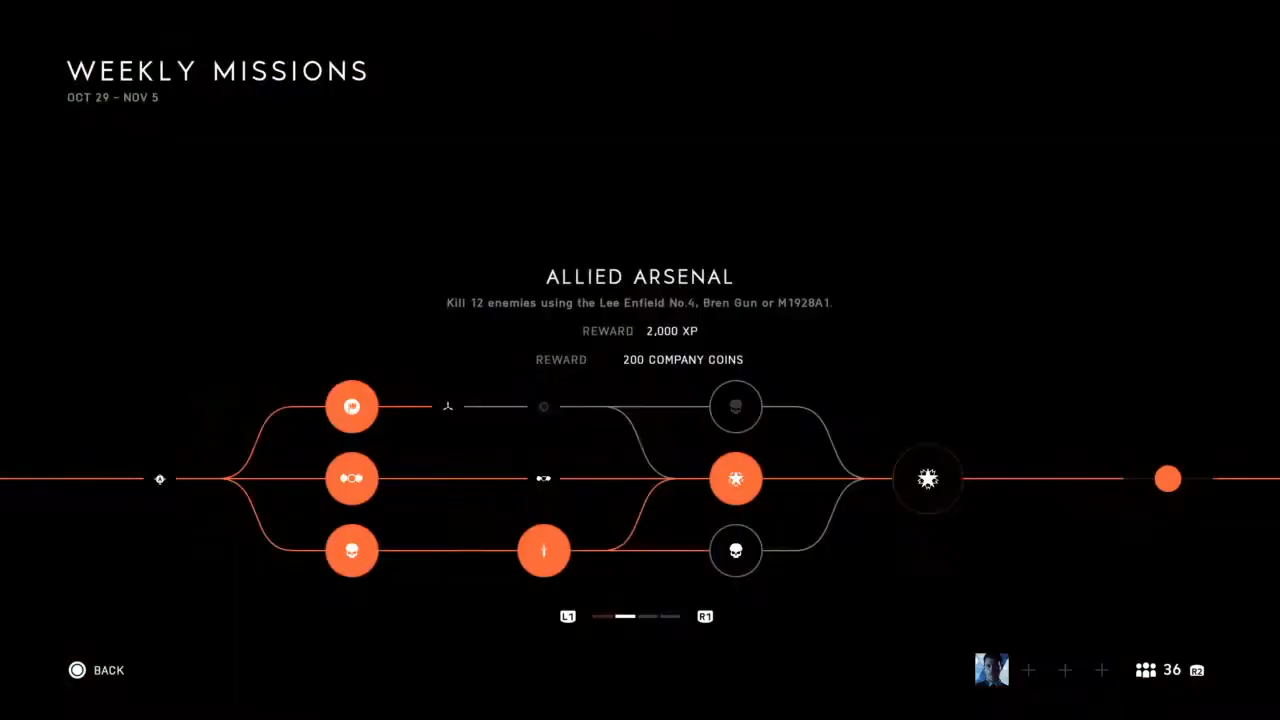 WEEKLY MISSIONS
OCT 29 – NOV 5
ALLIED ARSENAL
Kill 12 enemies using the Lee Enfield No.4, Bren Gun or M1928A1.
REWARD 2,000 XP
REWARD 200 COMPANY COINS
L1 R1
BACK 36 R2